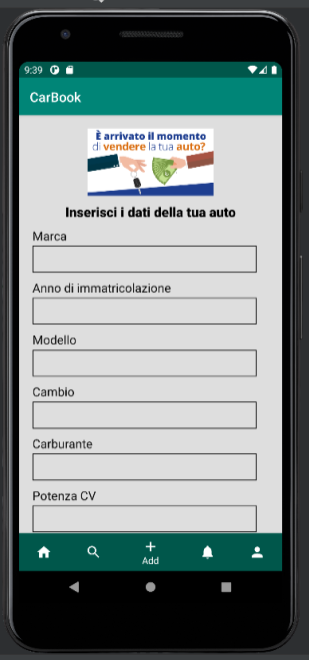 9:39
CarBook
È arrivato il momento
di vendere la tua auto?
Inserisci i dati della tua auto
Marca
Anno di immatricolazione
Modello
Cambio
Carburante
Potenza CV
Add